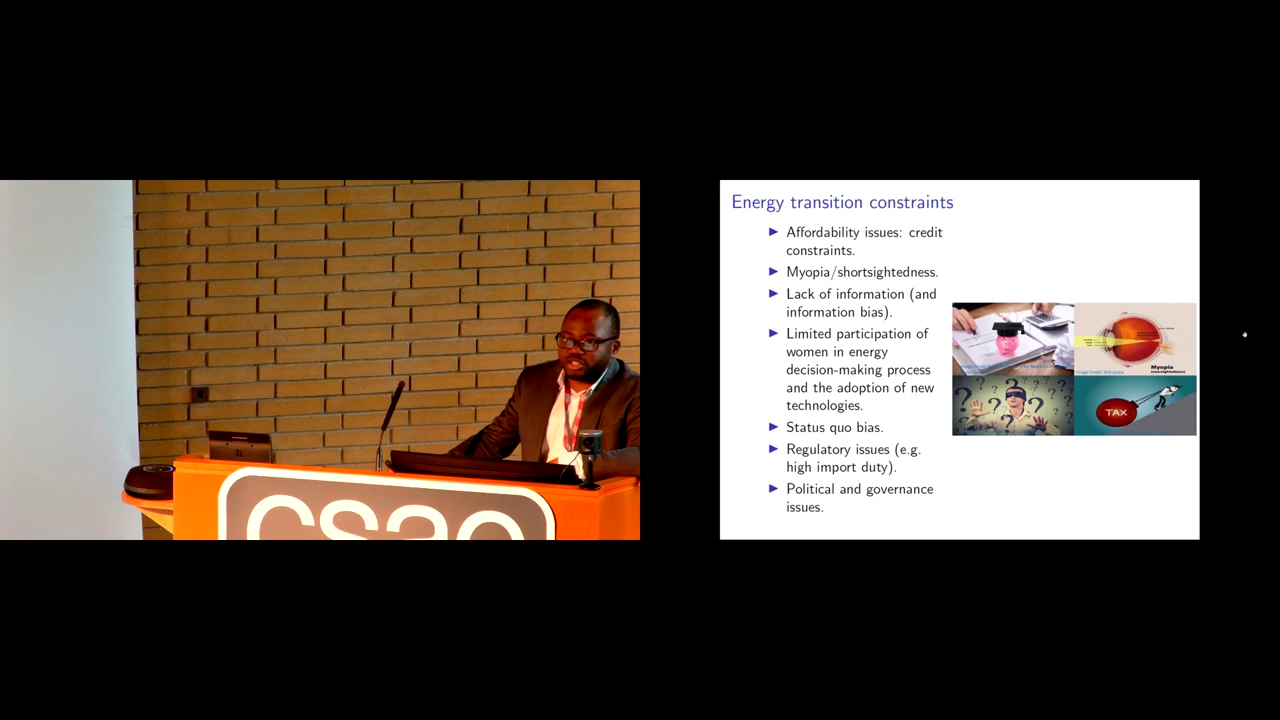 Energy transition constraints
Affordability issues: credit
constraints.
Myopia/shortsightedness.
Lack of information (and
information bias).
Limited participation of
women in energy
decision-making process
and the adoption of new
technologies.
Status quo bias.
Regulatory issues (e.g.
high import duty).
Political and governance
issues.
Myopia
TAX
csae